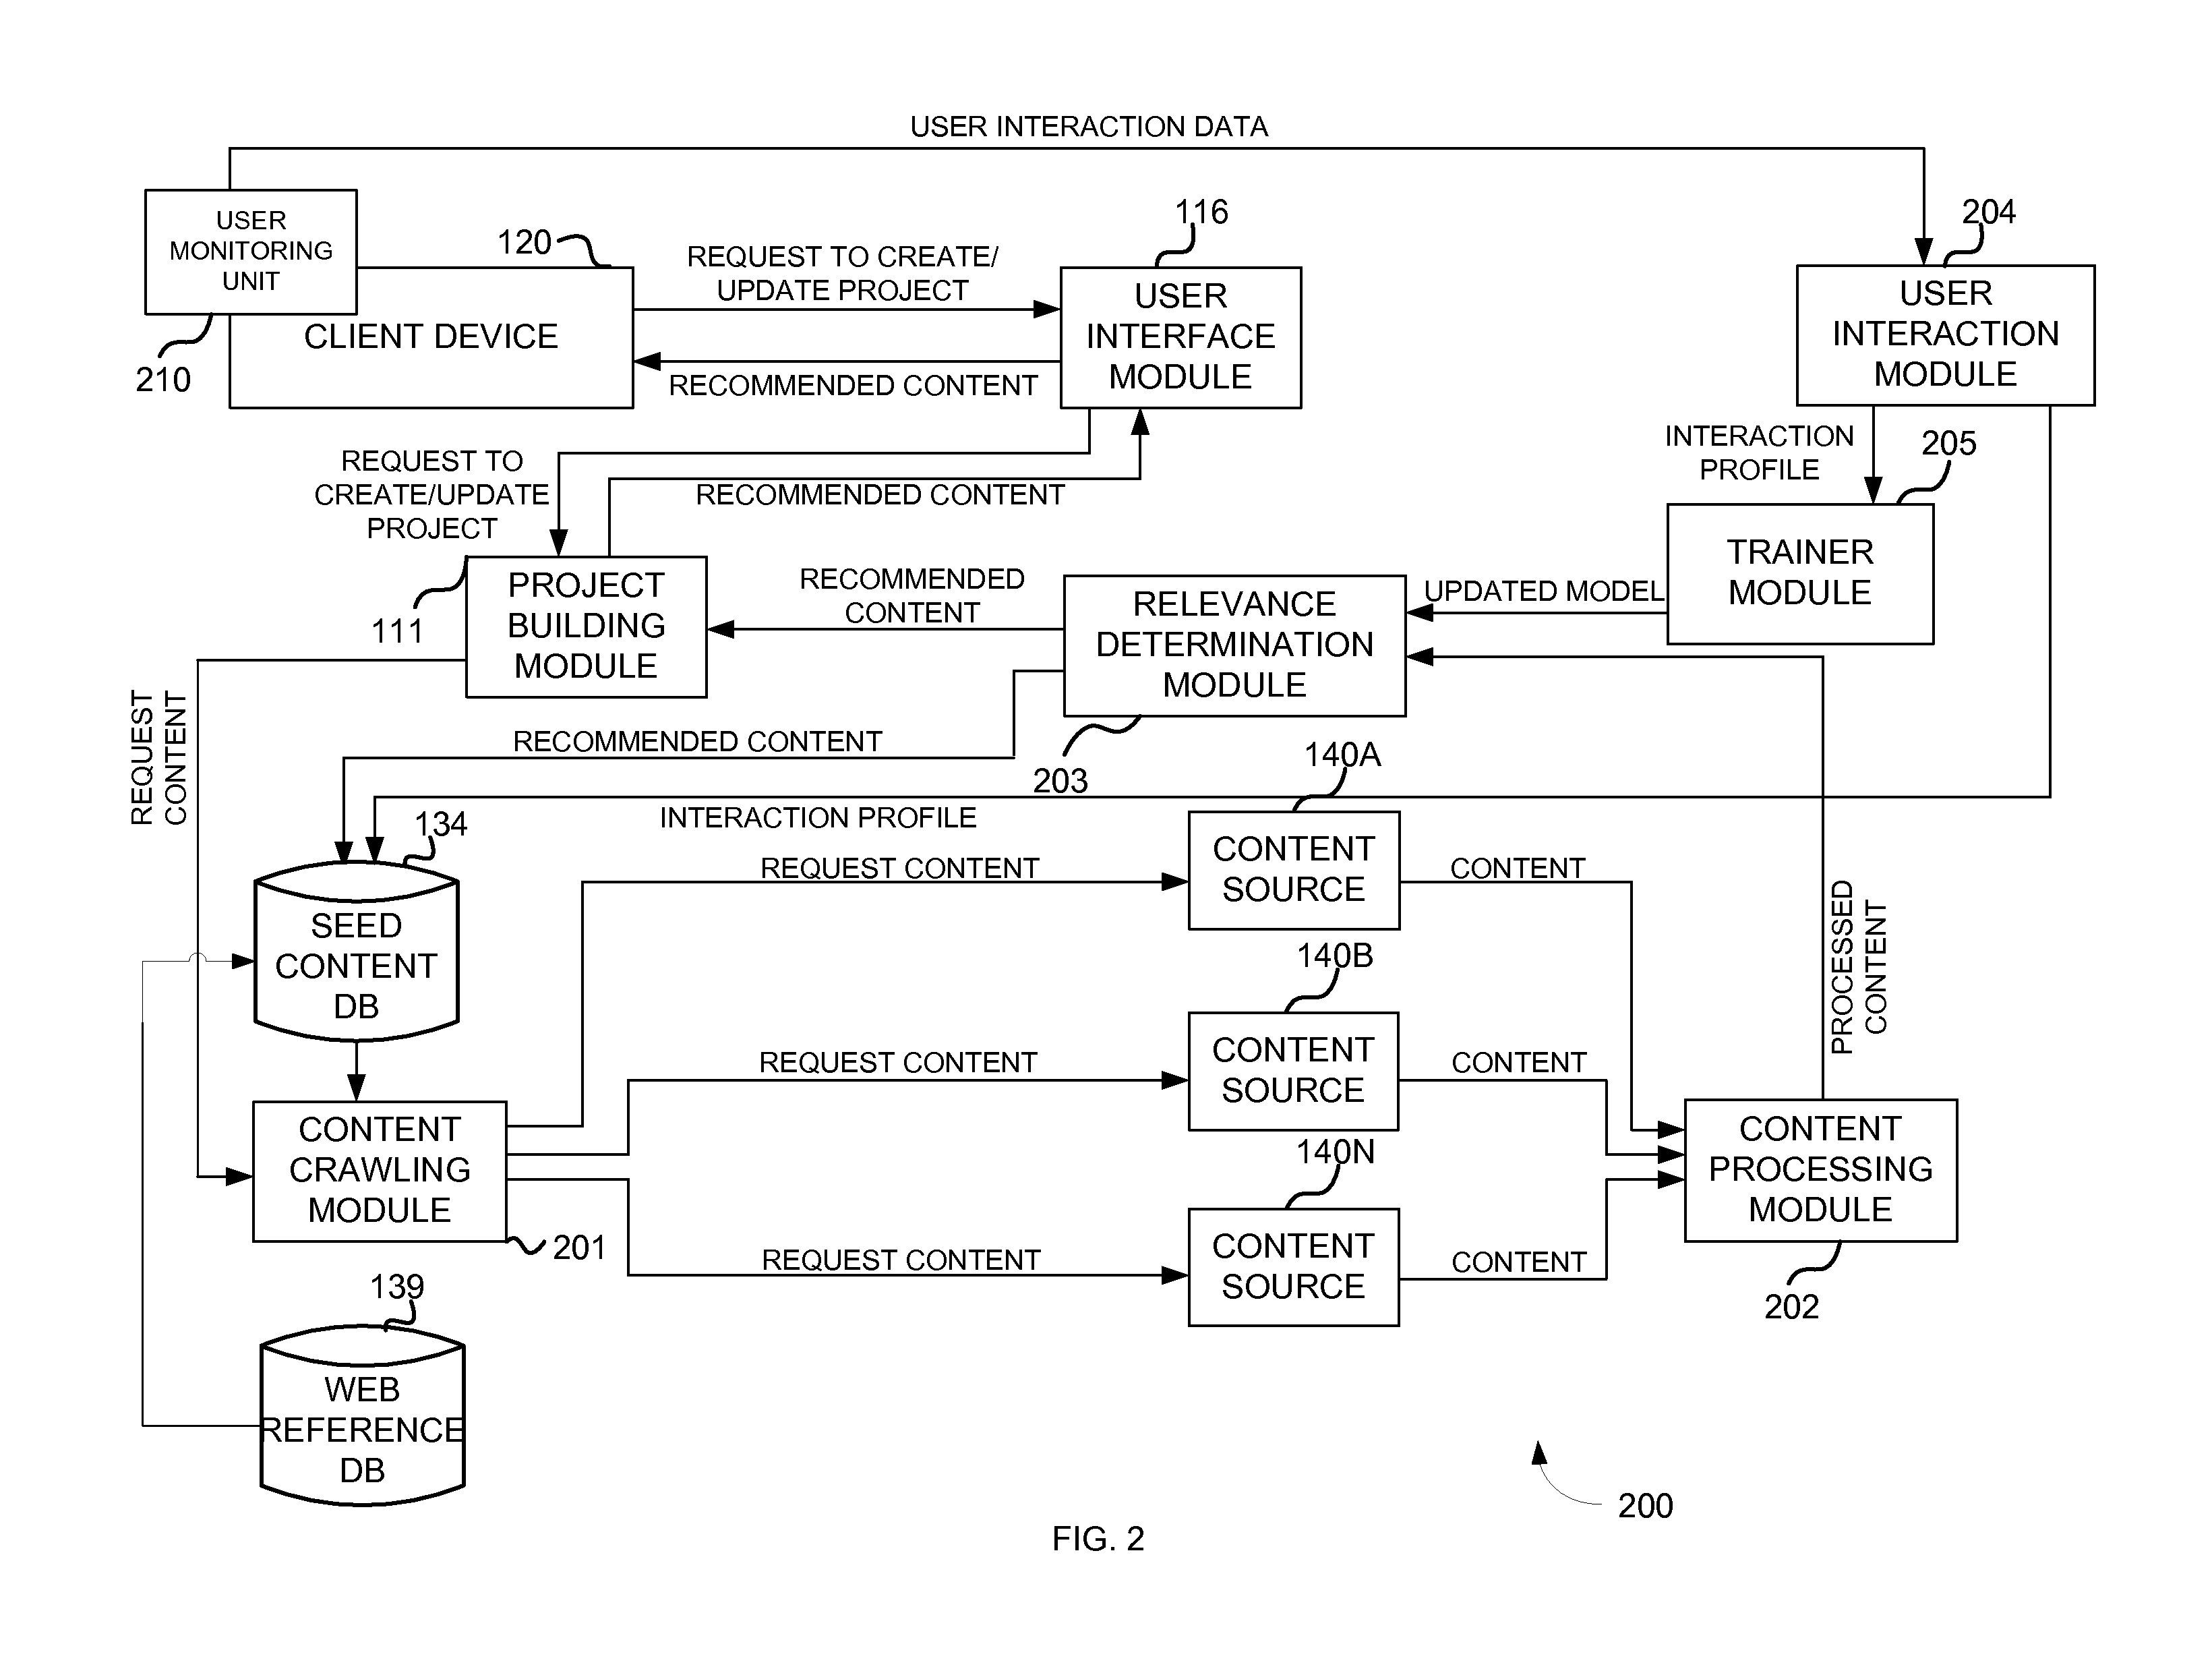 USER INTERACTION DATA
USER
MONITORING
UNIT
210
120
CLIENT DEVICE
REQUEST TO CREATE/
UPDATE PROJECT
RECOMMENDED CONTENT
116
USER
INTERFACE
MODULE
204
USER
INTERACTION
MODULE
INTERACTION
PROFILE
205
TRAINER
MODULE
REQUEST TO
CREATE/UPDATE
PROJECT
RECOMMENDED CONTENT
111
PROJECT
BUILDING
MODULE
RECOMMENDED
CONTENT
RELEVANCE
DETERMINATION
MODULE
203
UPDATED MODEL
REQUEST
CONTENT
RECOMMENDED CONTENT
INTERACTION PROFILE
134
SEED
CONTENT
DB
REQUEST CONTENT
140A
CONTENT
SOURCE
CONTENT
REQUEST CONTENT
140B
CONTENT
SOURCE
CONTENT
PROCESSED
CONTENT
CONTENT
CRAWLING
MODULE
201
REQUEST CONTENT
140N
CONTENT
SOURCE
CONTENT
CONTENT
PROCESSING
MODULE
202
139
WEB
REFERENCE
DB
200
FIG. 2